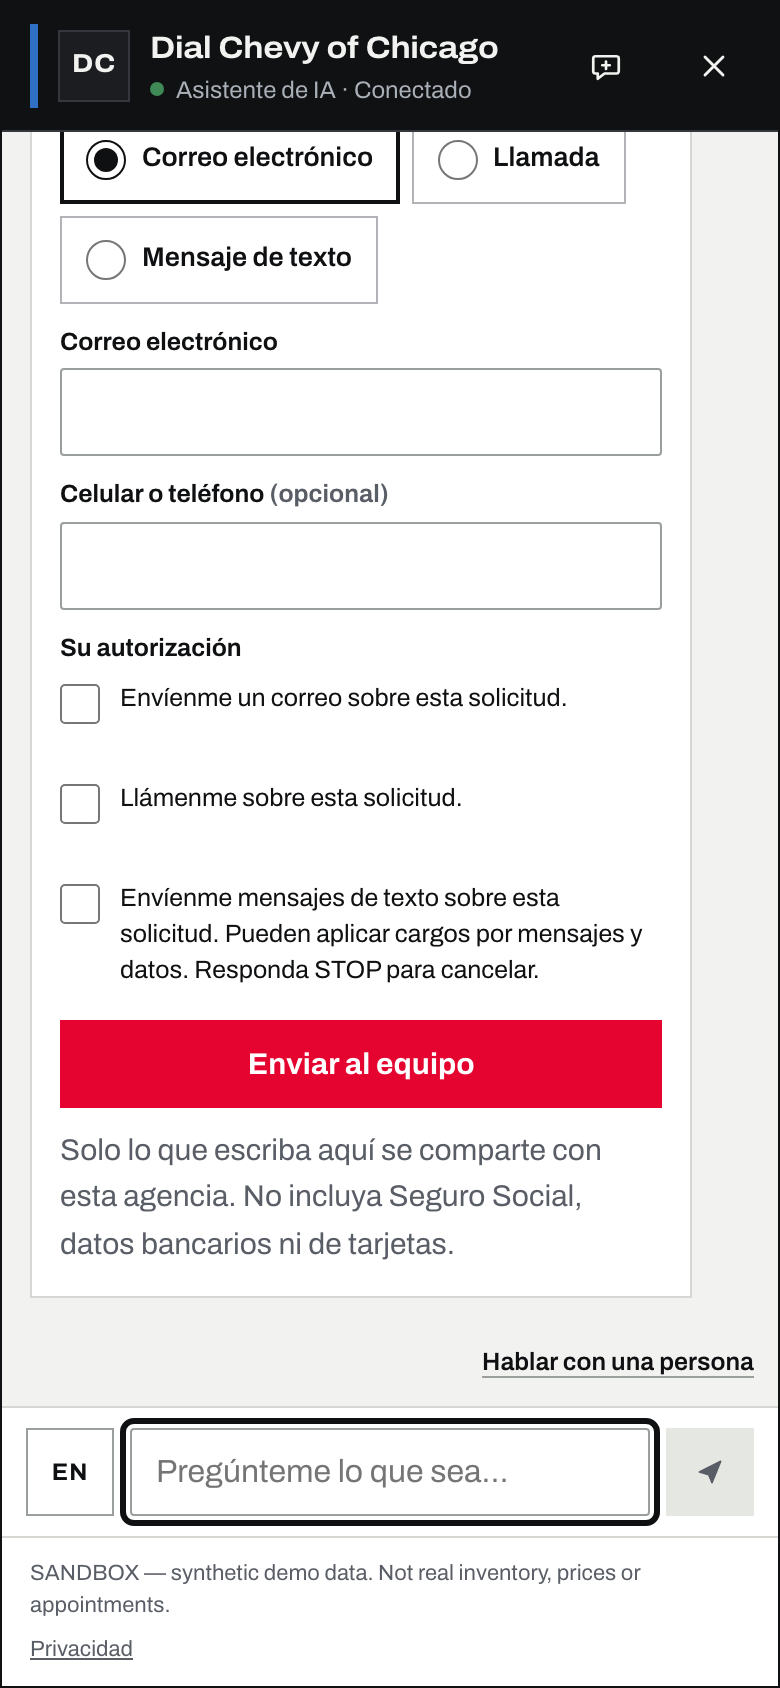 DC
Dial Chevy of Chicago
Asistente de IA · Conectado
Correo electrónico
Llamada
Mensaje de texto
Correo electrónico
Celular o teléfono (opcional)
Su autorización
Envíenme un correo sobre esta solicitud.
Llámenme sobre esta solicitud.
Envíenme mensajes de texto sobre esta
solicitud. Pueden aplicar cargos por mensajes y
datos. Responda STOP para cancelar.
Enviar al equipo
Solo lo que escriba aquí se comparte con
esta agencia. No incluya Seguro Social,
datos bancarios ni de tarjetas.
Hablar con una persona
EN
Pregúnteme lo que sea...
SANDBOX — synthetic demo data. Not real inventory, prices or
appointments.
Privacidad